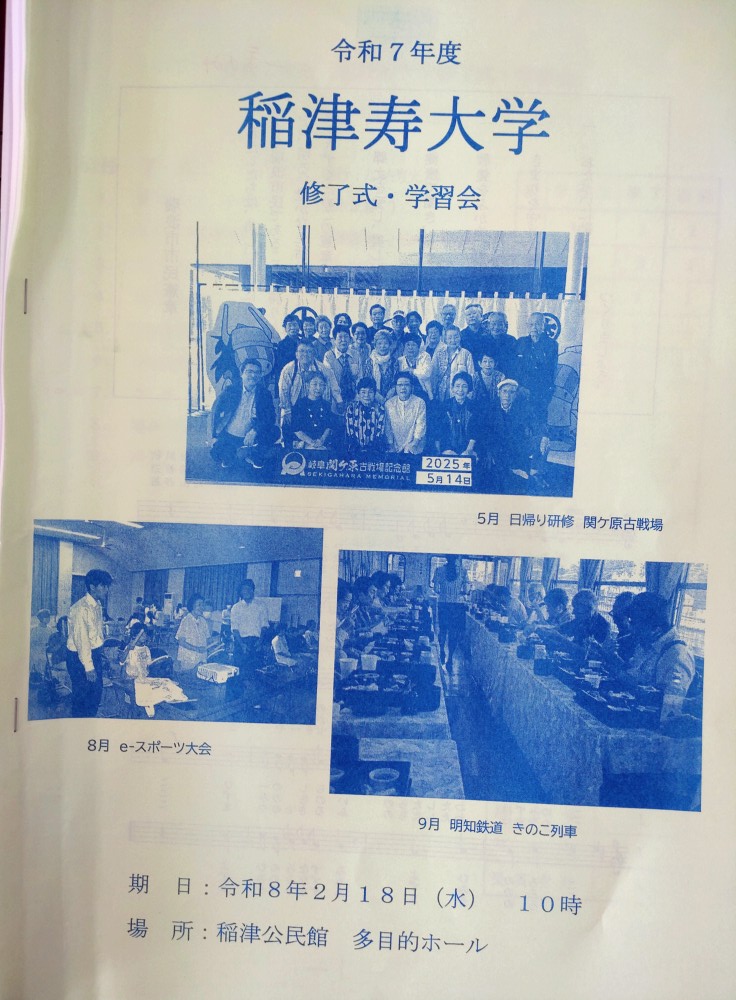 令和７年度
稲津寿大学
修了式・学習会
岐阜関ケ原古戦場記念館
SEKIGAHARA MEMORIAL
2025年
5月14日
5月 日帰り研修 関ケ原古戦場
8月 e-スポーツ大会
9月 明知鉄道 きのこ列車
期 日：令和８年２月１８日（水） １０時
場 所：稲津公民館 多目的ホール